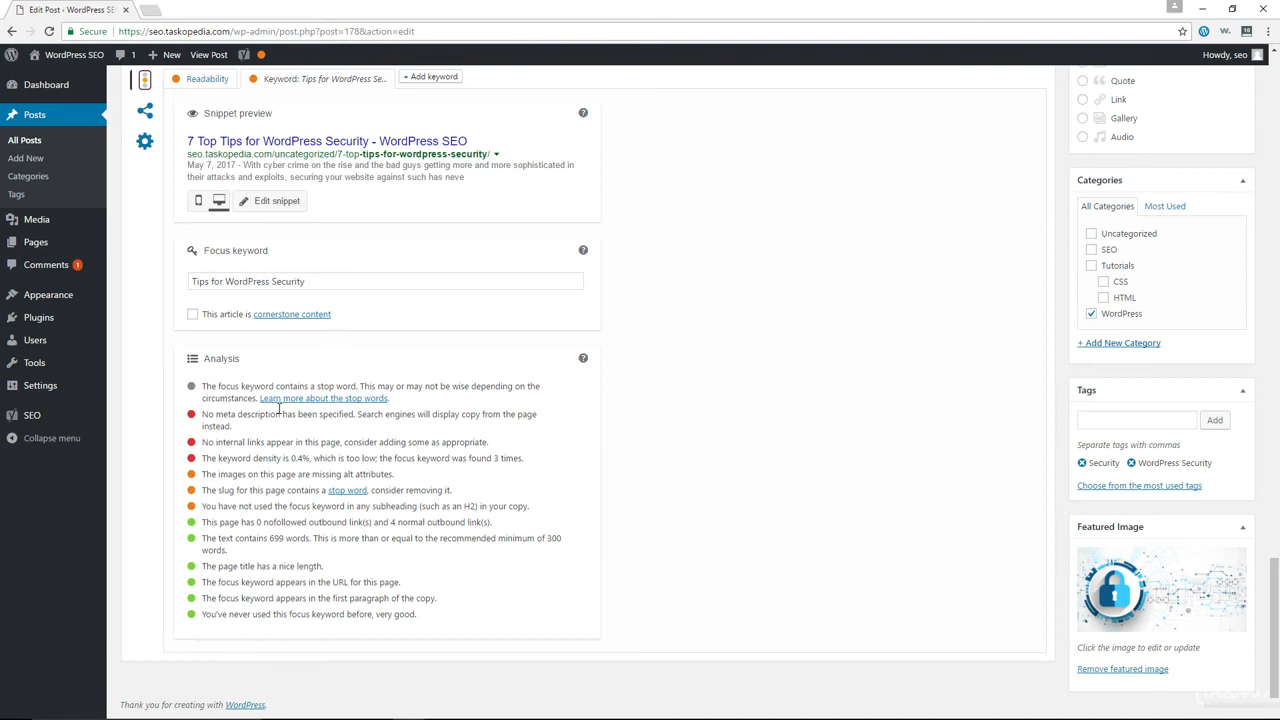 Edit Post ‹ WordPress SEO
Secure
https://seo.taskopedia.com/wp-admin/post.php?post=178&action=edit
WordPress SEO
1
New
View Post
Howdy, seo
Dashboard
Posts
All Posts
Add New
Categories
Tags
Media
Pages
Comments 1
Appearance
Plugins
Users
Tools
Settings
SEO
Collapse menu
Readability
Keyword: Tips for WordPress Se...
+ Add keyword
Snippet preview
7 Top Tips for WordPress Security - WordPress SEO
seo.taskopedia.com/uncategorized/7-top-tips-for-wordpress-security/
May 7, 2017 - With cyber crime on the rise and the bad guys getting more and more sophisticated in
their attacks and exploits, securing your website against such has neve
Edit snippet
Focus keyword
Tips for WordPress Security
This article is cornerstone content
Analysis
The focus keyword contains a stop word. This may or may not be wise depending on the
circumstances. Learn more about the stop words.
No meta description has been specified. Search engines will display copy from the page
instead.
No internal links appear in this page, consider adding some as appropriate.
The keyword density is 0.4%, which is too low; the focus keyword was found 3 times.
The images on this page are missing alt attributes.
The slug for this page contains a stop word, consider removing it.
You have not used the focus keyword in any subheading (such as an H2) in your copy.
This page has 0 nofollowed outbound link(s) and 4 normal outbound link(s).
The text contains 699 words. This is more than or equal to the recommended minimum of 300
words.
The page title has a nice length.
The focus keyword appears in the URL for this page.
The focus keyword appears in the first paragraph of the copy.
You've never used this focus keyword before, very good.
Thank you for creating with WordPress.
Quote
Link
Gallery
Audio
Categories
All Categories
Most Used
Uncategorized
SEO
Tutorials
CSS
HTML
WordPress
+ Add New Category
Tags
Add
Separate tags with commas
Security
WordPress Security
Choose from the most used tags
Featured Image
Click the image to edit or update
Remove featured image